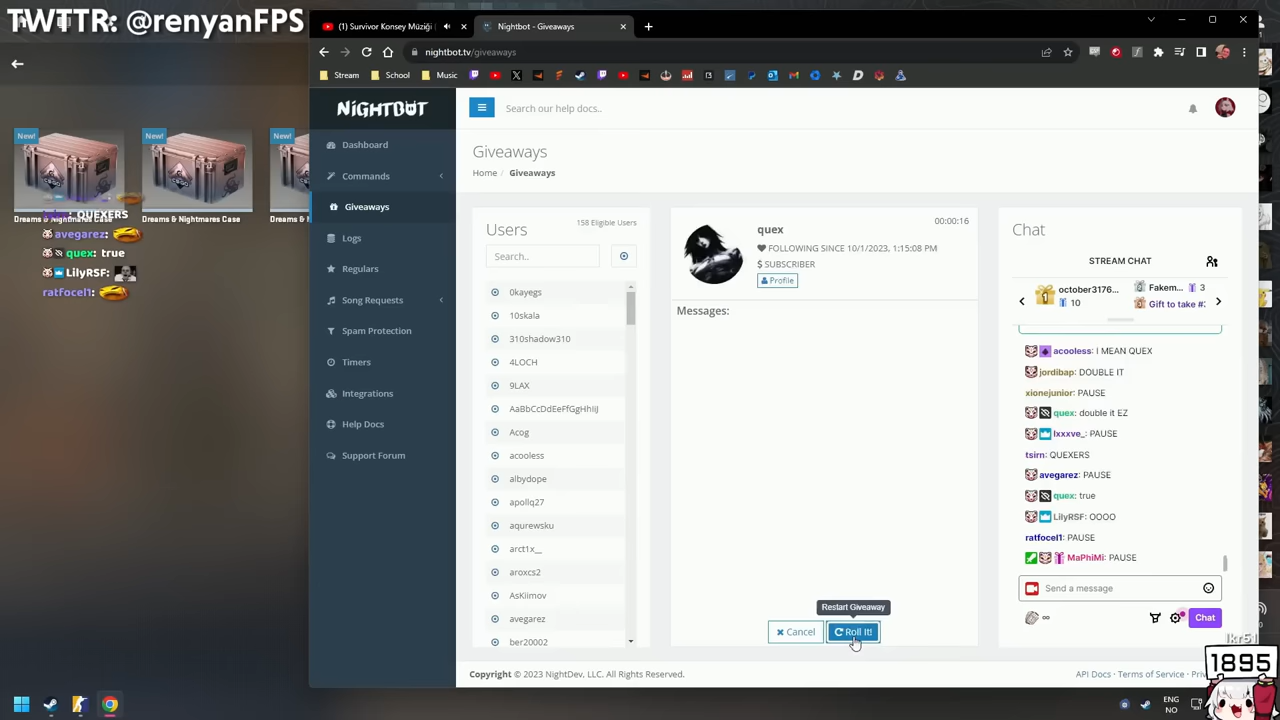 TWTTR: @renyanFPS
(1) Survivor Konsey Müziği
Nightbot - Giveaways
nightbot.tv/giveaways
Stream
School
Music
NIGHTBOT
Search our help docs..
Dashboard
Commands
Giveaways
Logs
Regulars
Song Requests
Spam Protection
Timers
Integrations
Help Docs
Support Forum
Giveaways
Home / Giveaways
Users
158 Eligible Users
Search..
0kayegs
10skala
310shadow310
4LOCH
9LAX
AaBbCcDdEeFfGgHhIiJ
Acog
acooless
albydope
apollq27
aqurewsku
arct1x__
aroxcs2
AsKiimov
avegarez
ber20002
quex
00:00:16
FOLLOWING SINCE 10/1/2023, 1:15:08 PM
$ SUBSCRIBER
Profile
Messages:
Restart Giveaway
Cancel
Roll It!
Chat
STREAM CHAT
october3176...
10
Fakem... 3
Gift to take #
acooless: I MEAN QUEX
jordibap: DOUBLE IT
xionejunior: PAUSE
quex: double it EZ
lxxxve_: PAUSE
tsirn: QUEXERS
avegarez: PAUSE
quex: true
LilyRSF: OOOO
ratfocel1: PAUSE
MaPhiMi: PAUSE
Send a message
Chat
Copyright © 2023 NightDev, LLC, All Rights Reserved.
API Docs · Terms of Service · Pri
New!
New!
New!
Dreams & Nightmares Case
Dreams & Nightmares Case
Dreams
: QUEXERS
avegarez:
quex: true
LilyRSF:
ratfocel1:
1895
ENG
NO